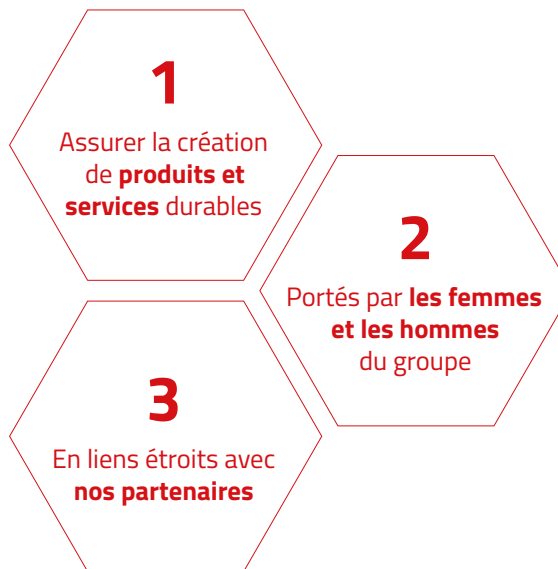 1
Assurer la création
de produits et
services durables
2
Portés par les femmes
et les hommes
du groupe
3
En liens étroits avec
nos partenaires